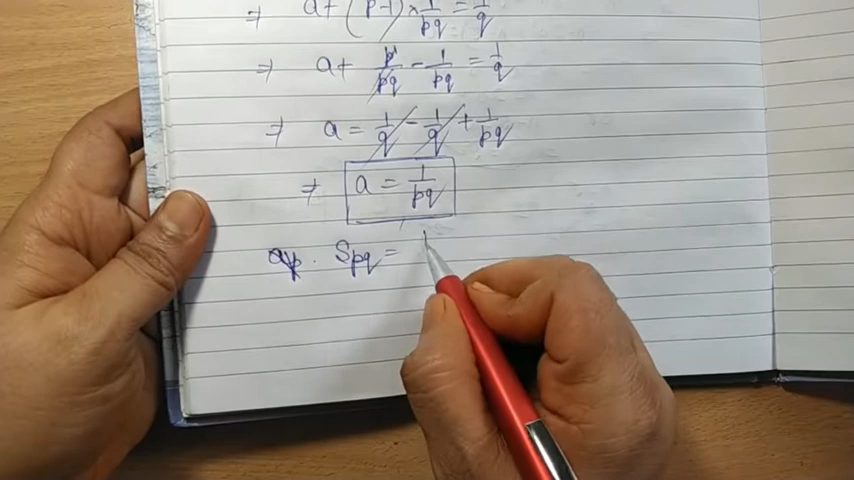 ⇒ a + (p-1) × 1/pq = 1/q
⇒ a + p/pq - 1/pq = 1/q
⇒ a = 1/q - 1/q + 1/pq
⇒ a = 1/pq
Spq =